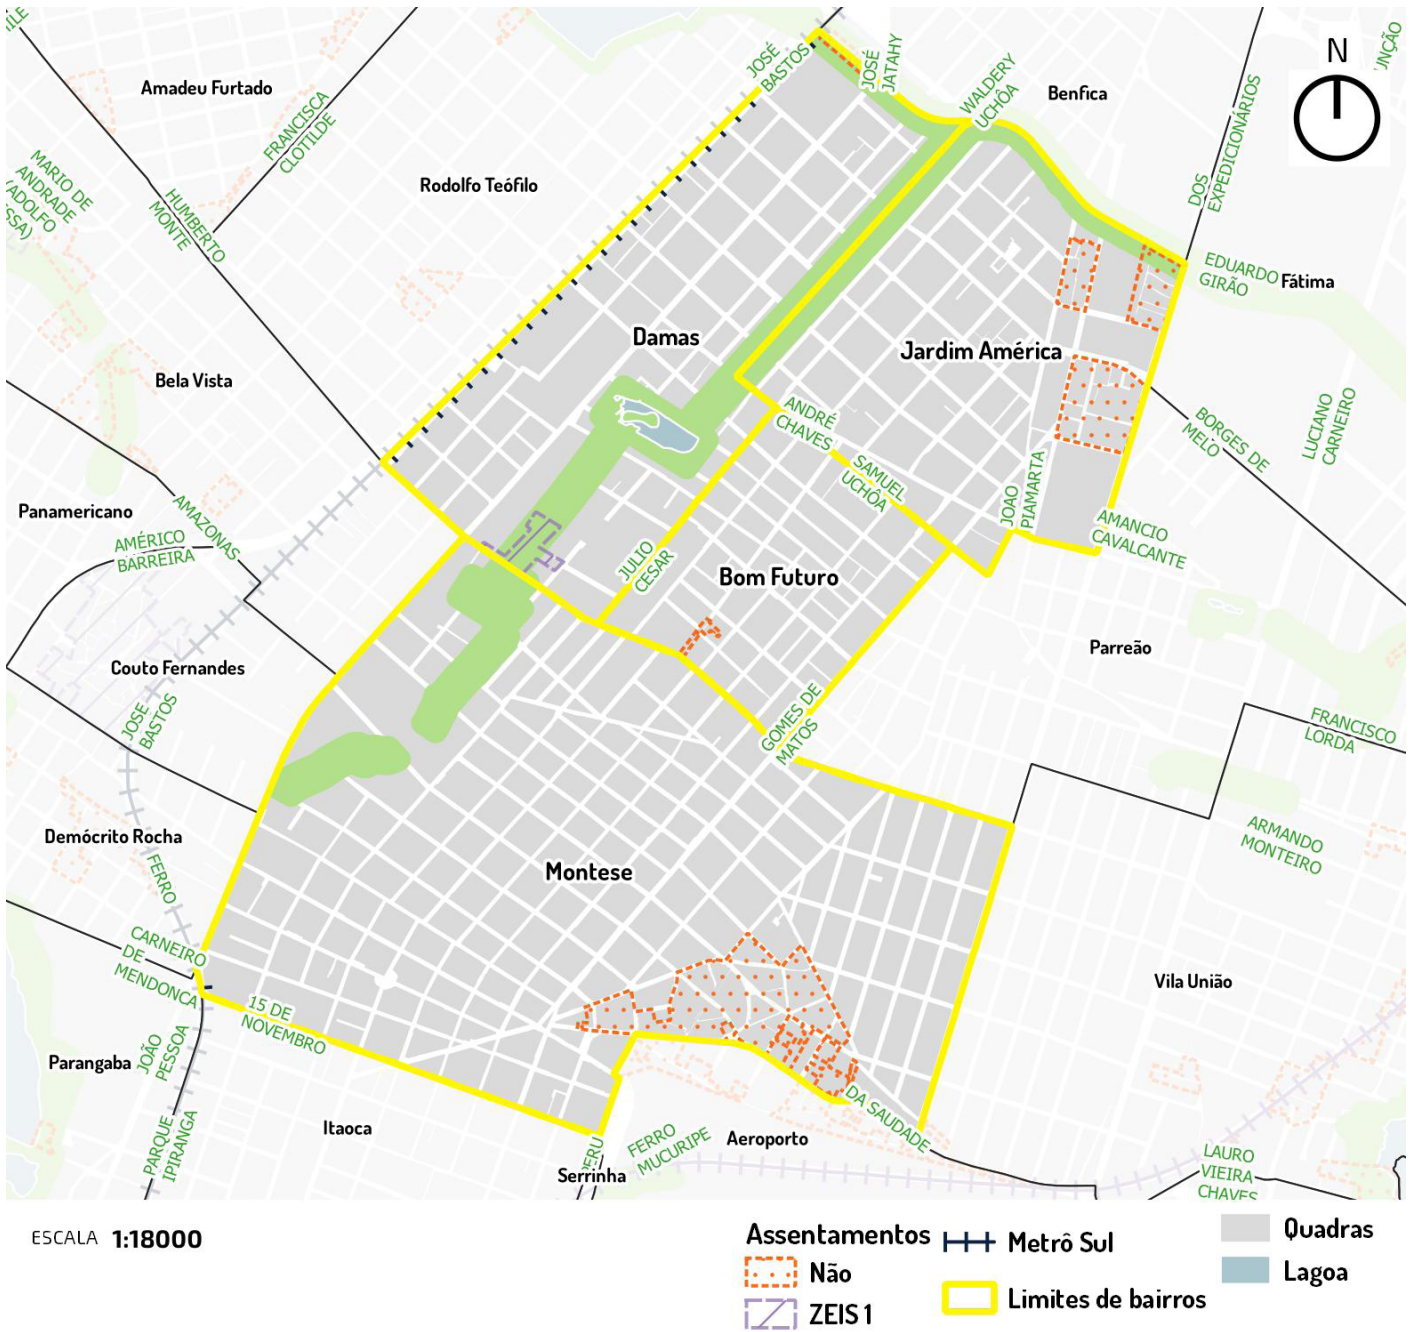 N
UNÇÃO
JOSÉ
BASTOS
JOSÉ
JATAHY
WALDERY
UCHÔA
Benfica
Amadeu Furtado
FRANCISCA
CLOTILDE
DOS
EXPEDICIONÁRIOS
MARIO DE
ANDRADE
(ADOLFO
SSA)
HUMBERTO
MONTE
Rodolfo Teófilo
EDUARDO
GIRÃO
Fátima
Damas
Jardim América
Bela Vista
ANDRÉ
CHAVES
BORGES DE
MELO
LUCIANO
CARNEIRO
SAMUEL
UCHÔA
JOAO
PIAMARTA
Panamericano
AMAZONAS
AMÉRICO
BARREIRA
AMANCIO
CAVALCANTE
JULIO
CESAR
Bom Futuro
Parreão
Couto Fernandes
JOSE
BASTOS
GOMES DE
MATOS
FRANCISCO
LORDA
Demócrito Rocha
FERRO
ARMANDO
MONTEIRO
Montese
CARNEIRO
DE
MENDONCA
15 DE
NOVEMBRO
Vila União
Parangaba
JOÃO
PESSOA
PARQUE
IPIRANGA
Itaoca
DA SAUDADE
PERU
FERRO
MUCURIPE
Aeroporto
Serrinha
LAURO
VIEIRA
CHAVES
ESCALA 1:18000
Assentamentos
Não
ZEIS 1
Metrô Sul
Limites de bairros
Quadras
Lagoa